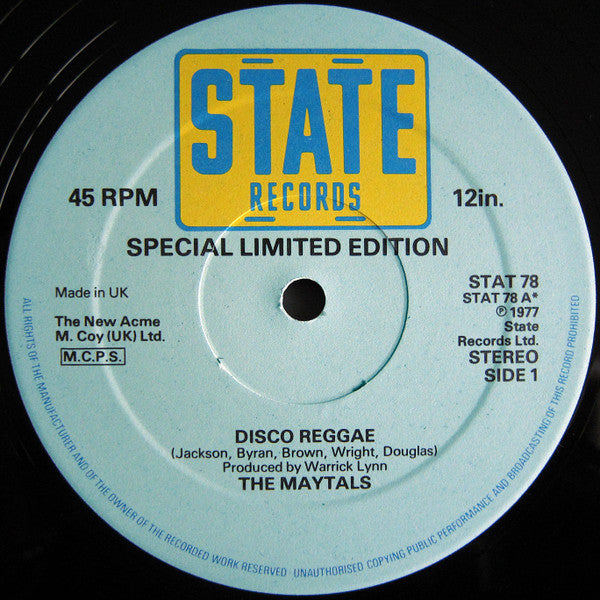 STATE
RECORDS
45 RPM
12in.
SPECIAL LIMITED EDITION
Made in UK
The New Acme
M. Coy (UK) Ltd.
M.C.P.S.
STAT 78
STAT 78 A*
Ⓟ 1977
State
Records Ltd.
STEREO
SIDE 1
DISCO REGGAE
(Jackson, Byran, Brown, Wright, Douglas)
Produced by Warrick Lynn
THE MAYTALS
ALL RIGHTS OF THE MANUFACTURER AND OF THE OWNER OF THE RECORDED WORK RESERVED · UNAUTHORISED COPYING PUBLIC PERFORMANCE AND BROADCASTING OF THIS RECORD PROHIBITED